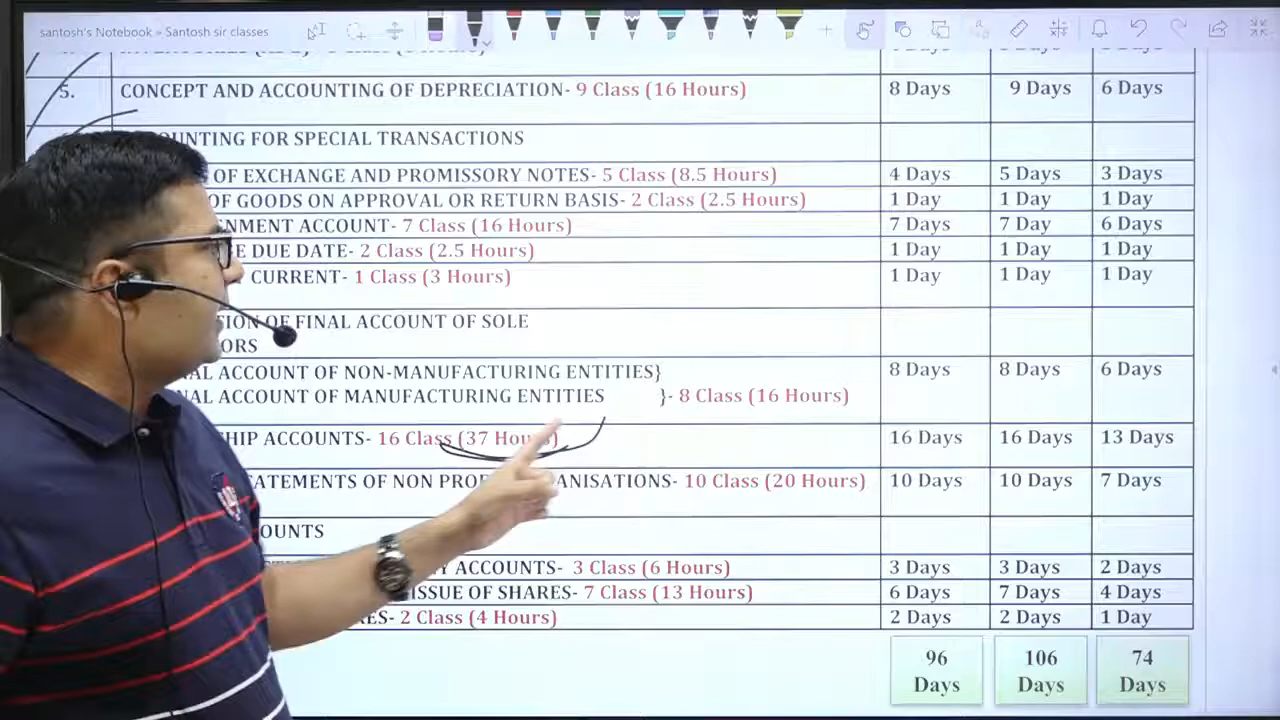 santosh's Notebook » Santosh sir classes
5. CONCEPT AND ACCOUNTING OF DEPRECIATION- 9 Class (16 Hours) 8 Days 9 Days 6 Days
FOR SPECIAL TRANSACTIONS
OF EXCHANGE AND PROMISSORY NOTES- 5 Class (8.5 Hours) 4 Days 5 Days 3 Days
OF GOODS ON APPROVAL OR RETURN BASIS- 2 Class (2.5 Hours) 1 Day 1 Day 1 Day
NMENT ACCOUNT- 7 Class (16 Hours) 7 Days 7 Day 6 Days
E DUE DATE- 2 Class (2.5 Hours) 1 Day 1 Day 1 Day
CURRENT- 1 Class (3 Hours) 1 Day 1 Day 1 Day
ION OF FINAL ACCOUNT OF SOLE
ORS
NAL ACCOUNT OF NON-MANUFACTURING ENTITIES} 8 Days 8 Days 6 Days
NAL ACCOUNT OF MANUFACTURING ENTITIES }- 8 Class (16 Hours)
HIP ACCOUNTS- 16 Class (37 Hours) 16 Days 16 Days 13 Days
ATEMENTS OF NON ANISATIONS- 10 Class (20 Hours) 10 Days 10 Days 7 Days
OUNTS
Y ACCOUNTS- 3 Class (6 Hours) 3 Days 3 Days 2 Days
ISSUE OF SHARES- 7 Class (13 Hours) 6 Days 7 Days 4 Days
RES- 2 Class (4 Hours) 2 Days 2 Days 1 Day
96 106 74
Days Days Days